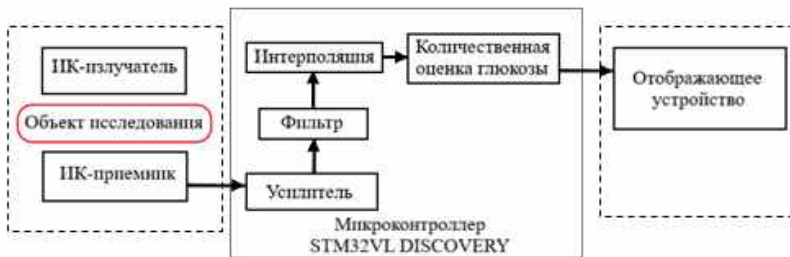 ИК-излучатель
Объект исследования
ИК-приемник
Интерполяция
Фильтр
Усилитель
Количественная
оценка глюкозы
Микроконтроллер
STM32VL DISCOVERY
Отображающее
устройство